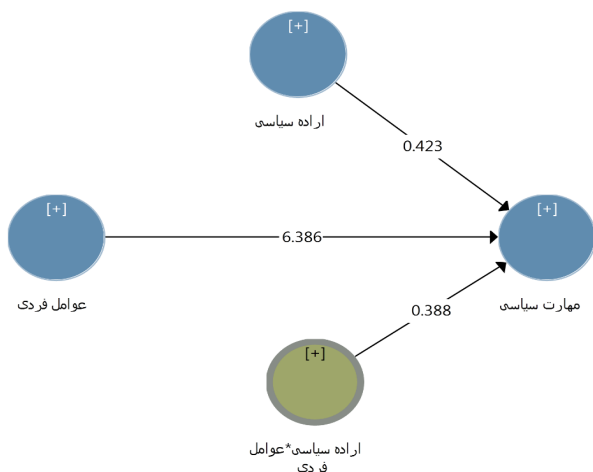 [+]
اراده سیاسی
0.423
[+]
[+]
6.386
عوامل فردی
مهارت سیاسی
0.388
[+]
اراده سیاسی*عوامل
فردی